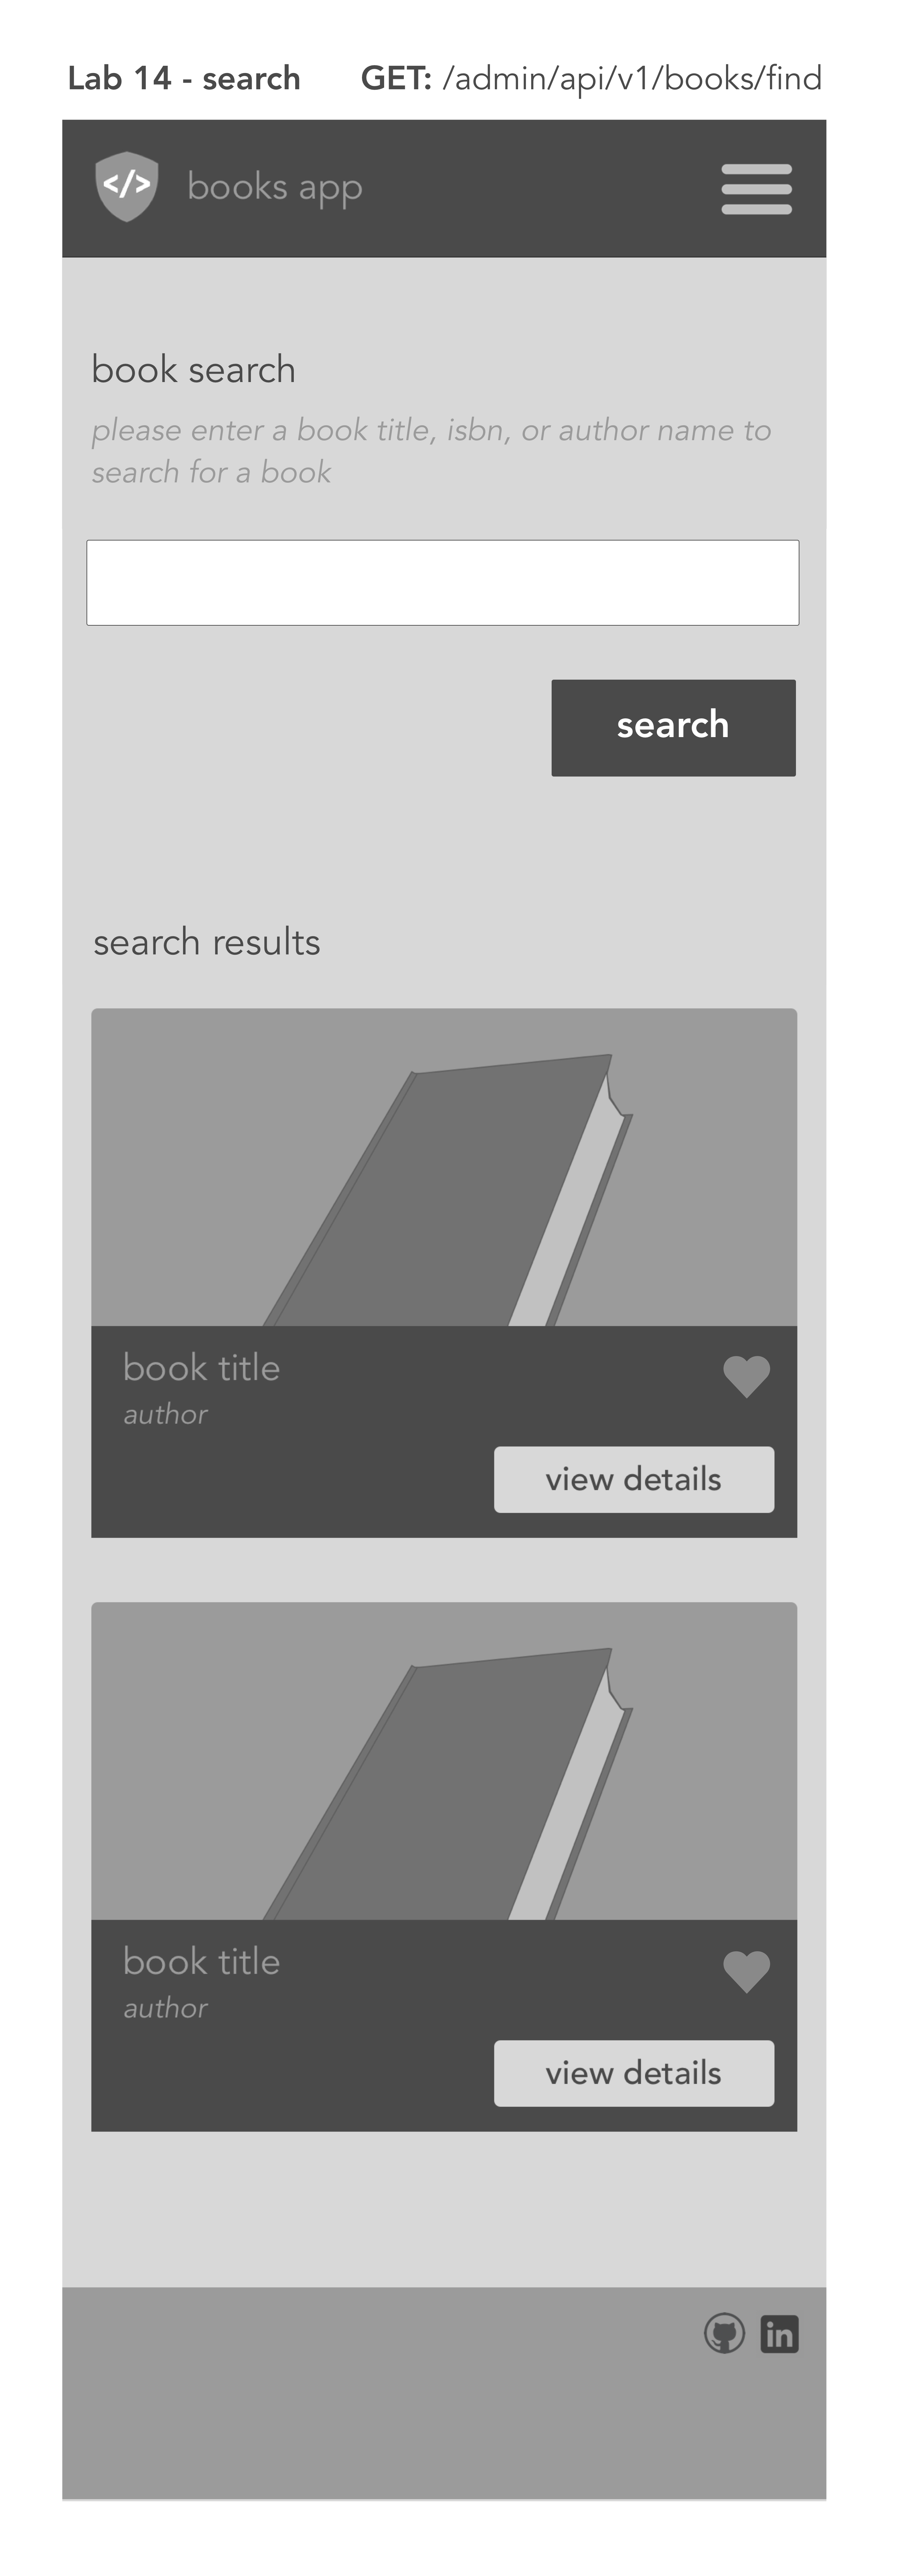 Lab 14 - search GET: /admin/api/v1/books/find
</> books app
book search
please enter a book title, isbn, or author name to
search for a book
search
search results
book title
author
view details
book title
author
view details
in